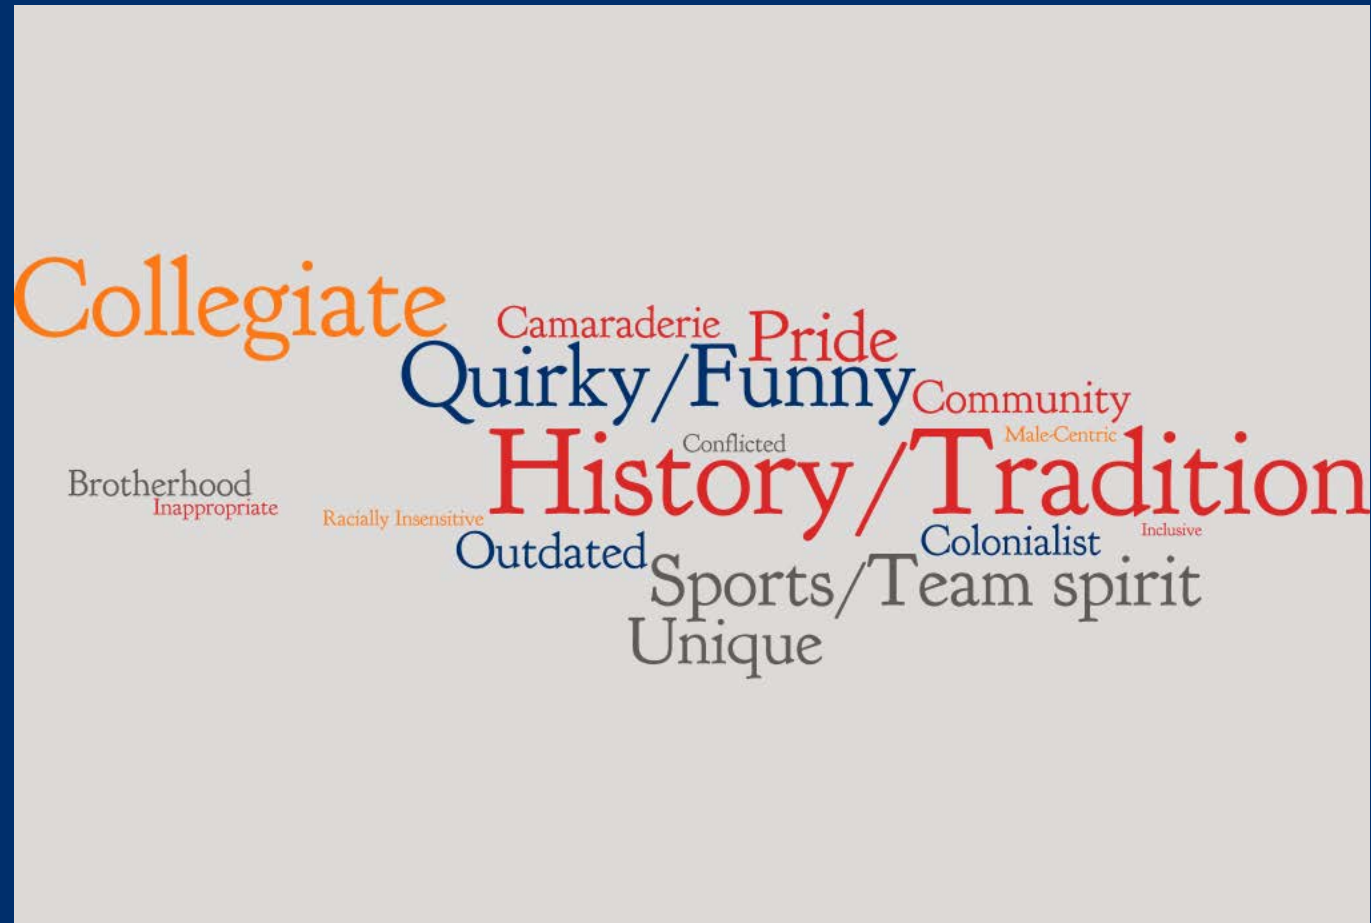 Collegiate
Camaraderie
Pride
Quirky/Funny
Community
Male-Centric
Conflicted
History/Tradition
Brotherhood
Inappropriate
Racially Insensitive
Inclusive
Outdated
Colonialist
Sports/Team spirit
Unique